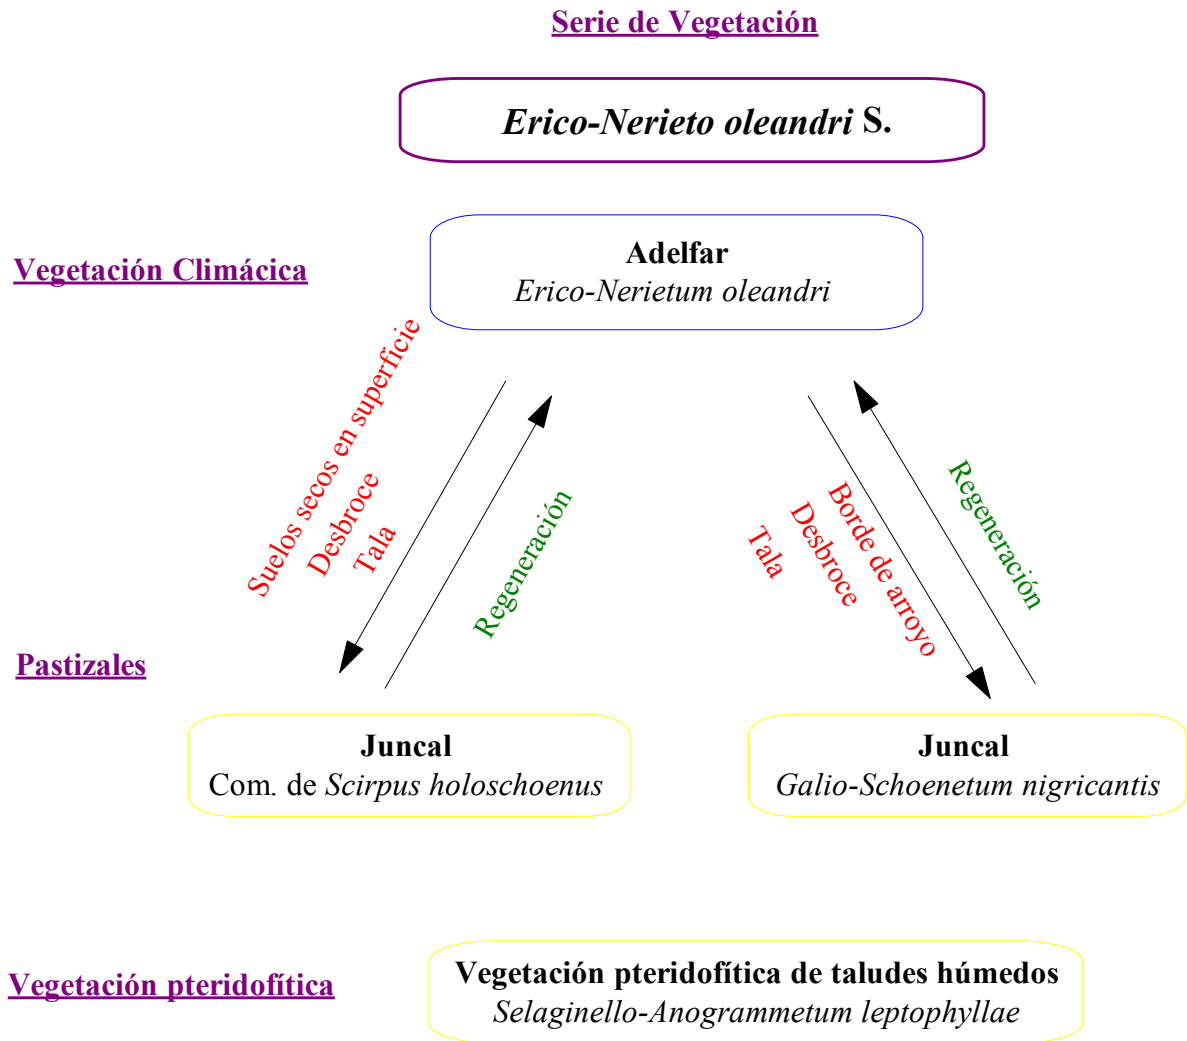 Serie de Vegetación
Erico-Nerieto oleandri S.
Vegetación Climácica
Adelfar
Erico-Nerietum oleandri
Suelos secos en superficie
Desbroce
Tala
Regeneración
Tala
Desbroce
Borde de arroyo
Regeneración
Pastizales
Juncal
Com. de Scirpus holoschoenus
Juncal
Galio-Schoenetum nigricantis
Vegetación pteridofítica
Vegetación pteridofítica de taludes húmedos
Selaginello-Anogrammetum leptophyllae